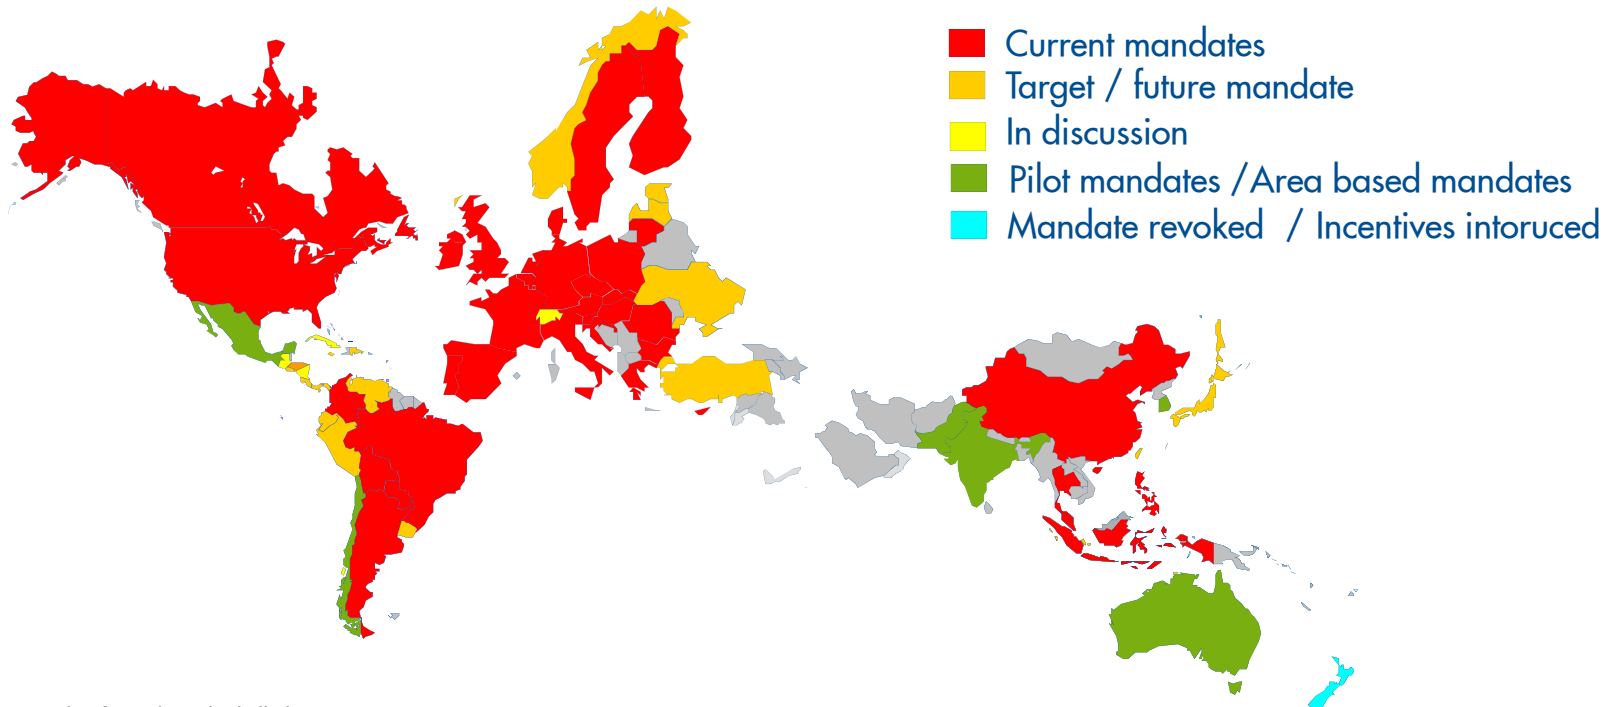 Current mandates
Target / future mandate
In discussion
Pilot mandates /Area based mandates
Mandate revoked / Incentives intoruced